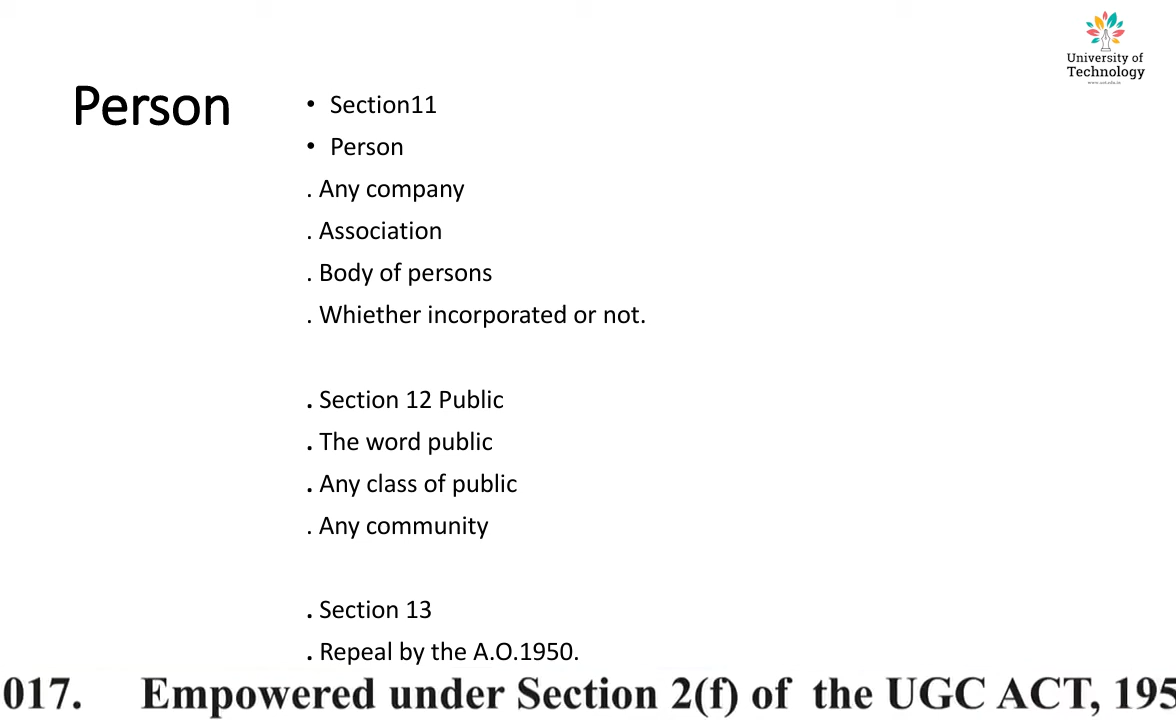 University of
Technology
Person
• Section11
• Person
. Any company
. Association
. Body of persons
. Whiether incorporated or not.
. Section 12 Public
. The word public
. Any class of public
. Any community
. Section 13
. Repeal by the A.O.1950.
017. Empowered under Section 2(f) of the UGC ACT, 195